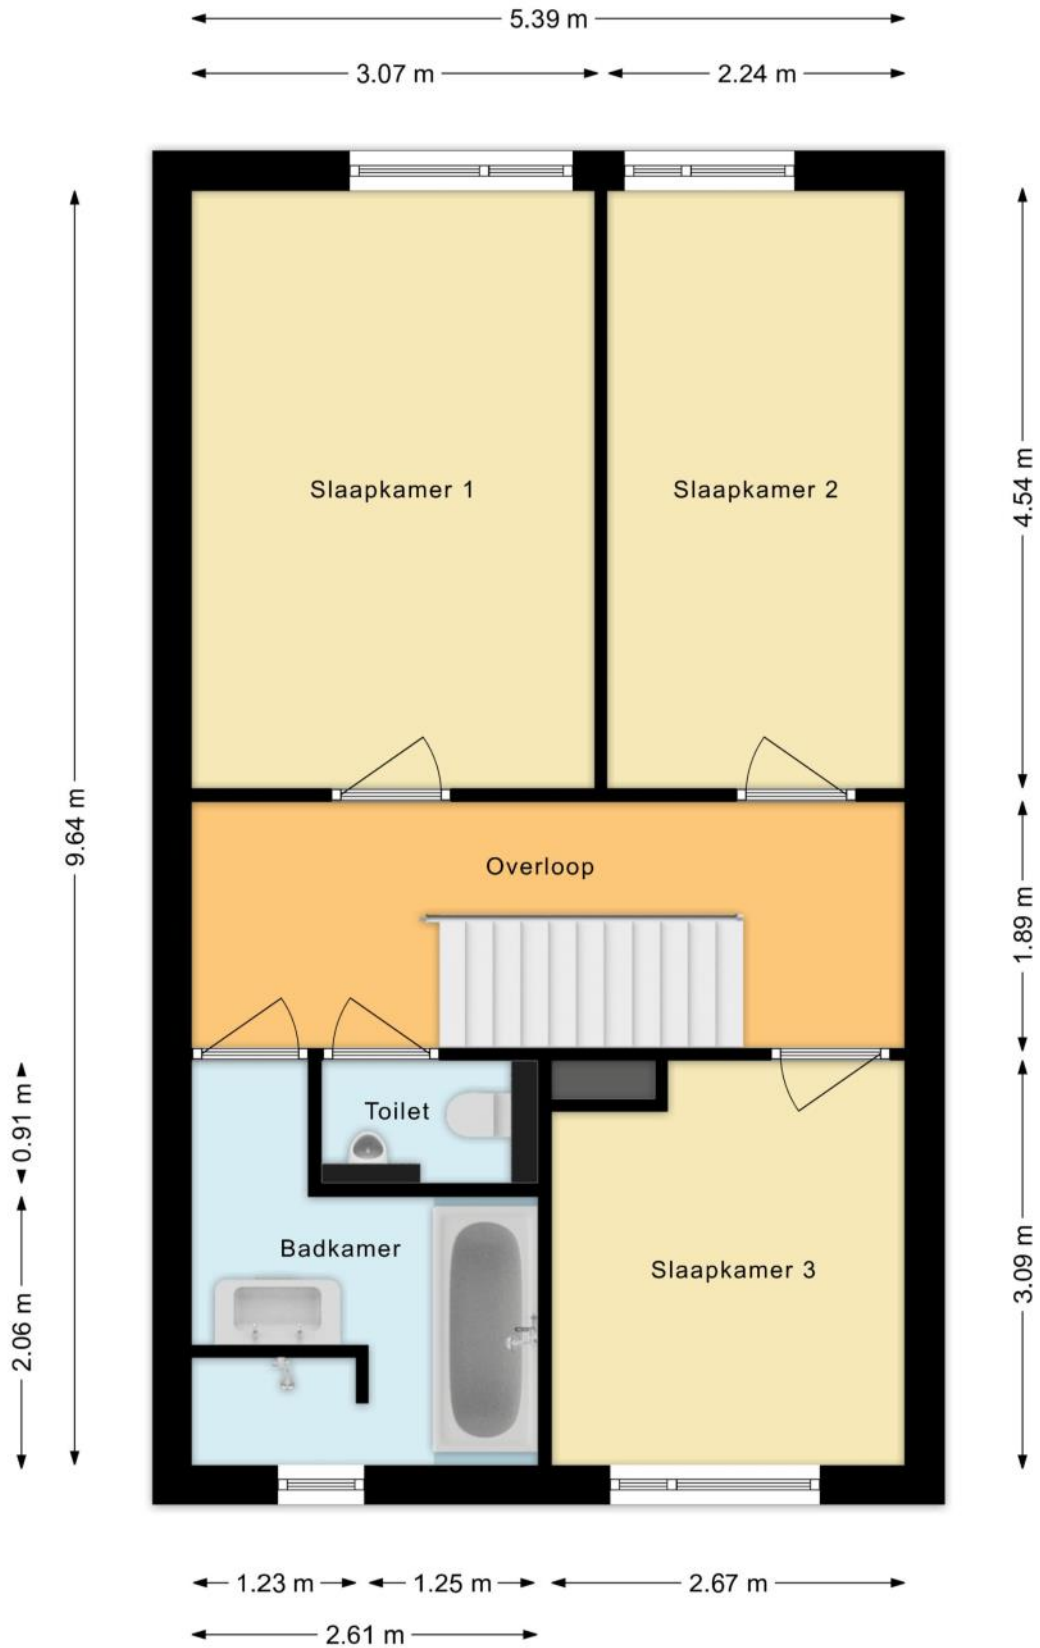 5.39 m
3.07 m
2.24 m
Slaapkamer 1
Slaapkamer 2
4.54 m
9.64 m
Overloop
1.89 m
0.91 m
Toilet
Badkamer
Slaapkamer 3
3.09 m
2.06 m
1.23 m
1.25 m
2.67 m
2.61 m